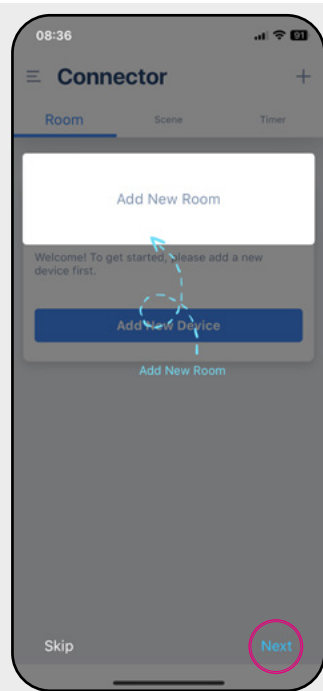 08:36
91
Connector
Room Scene Timer
Add New Room
Welcome! To get started, please add a new
device first.
Add New Device
Add New Room
Skip Next